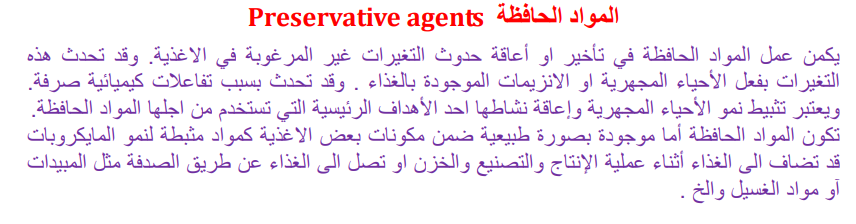 المواد الحافظة Preservative agents
يكمن عمل المواد الحافظة في تأخير او أعاقة حدوث التغيرات غير المرغوبة في الاغذية. وقد تحدث هذه
التغيرات بفعل الأحياء المجهرية او الانزيمات الموجودة بالغذاء . وقد تحدث بسبب تفاعلات كيميائية صرفة.
ويعتبر تثبيط نمو الأحياء المجهرية وإعاقة نشاطها احد الأهداف الرئيسية التي تستخدم من اجلها المواد الحافظة.
تكون المواد الحافظة أما موجودة بصورة طبيعية ضمن مكونات بعض الاغذية كمواد مثبطة لنمو المايكروبات
قد تضاف الى الغذاء أثناء عملية الإنتاج والتصنيع والخزن او تصل الى الغذاء عن طريق الصدفة مثل المبيدات
آو مواد الغسيل والخ .